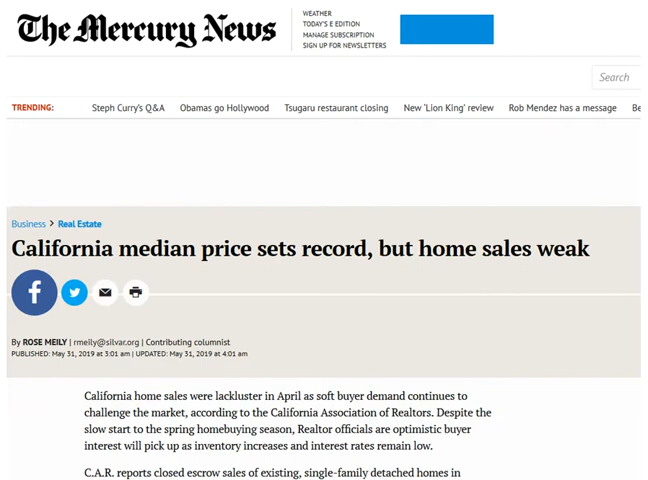 The Mercury News
WEATHER
TODAY'S E EDITION
MANAGE SUBSCRIPTION
SIGN UP FOR NEWSLETTERS
Search
TRENDING: Steph Curry's Q&A Obamas go Hollywood Tsugaru restaurant closing New 'Lion King' review Rob Mendez has a message Be
Business > Real Estate
California median price sets record, but home sales weak
By ROSE MEILY | rmeily@silvar.org | Contributing columnist
PUBLISHED: May 31, 2019 at 3:01 am | UPDATED: May 31, 2019 at 4:01 am
California home sales were lackluster in April as soft buyer demand continues to
challenge the market, according to the California Association of Realtors. Despite the
slow start to the spring homebuying season, Realtor officials are optimistic buyer
interest will pick up as inventory increases and interest rates remain low.
C.A.R. reports closed escrow sales of existing, single-family detached homes in